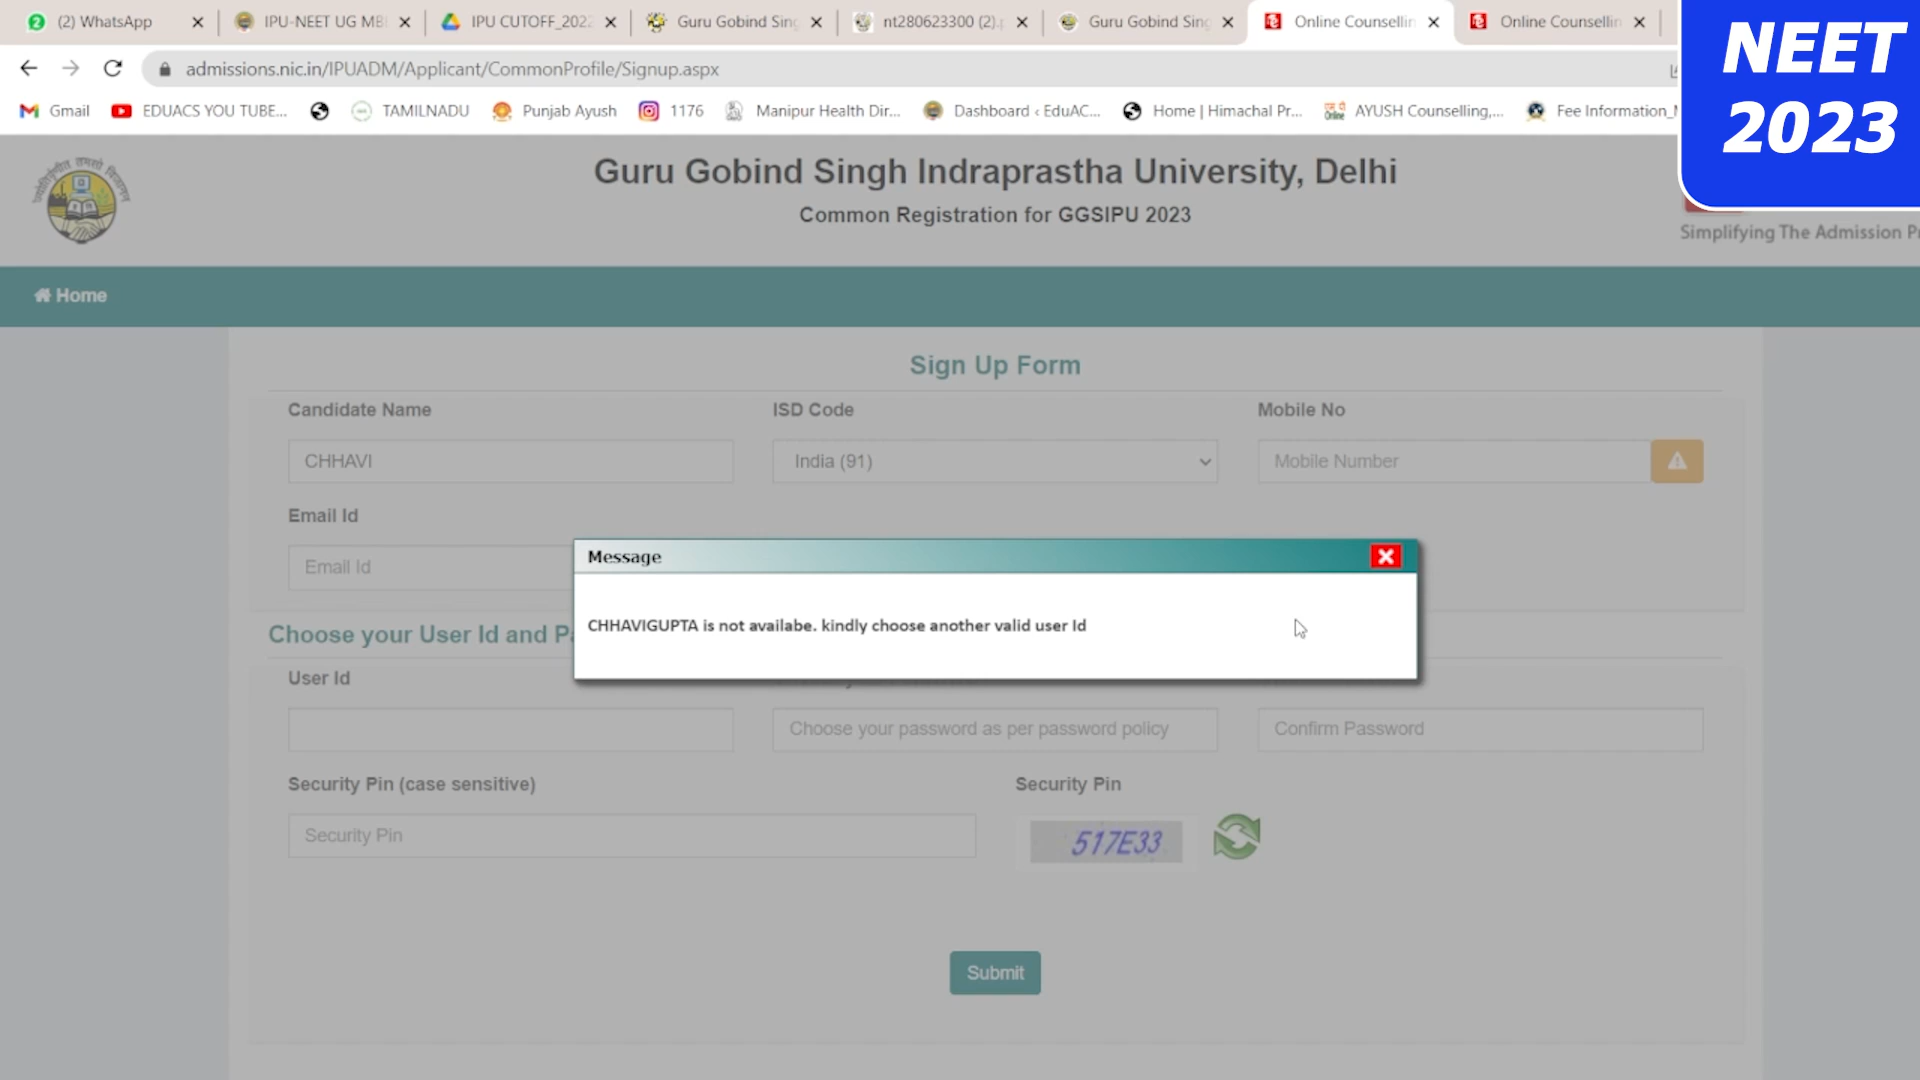 (2) WhatsApp
IPU-NEET UG MB
IPU CUTOFF_2022
Guru Gobind Sing
nt280623300 (2).p
Guru Gobind Sing
Online Counsellin
Online Counsellin
NEET
2023
admissions.nic.in/IPUADM/Applicant/CommonProfile/Signup.aspx
Gmail
EDUACS YOU TUBE...
TAMILNADU
Punjab Ayush
1176
Manipur Health Dir...
Dashboard ‹ EduAC...
Home | Himachal Pr...
AYUSH Counselling,...
Fee Information_
Guru Gobind Singh Indraprastha University, Delhi
Common Registration for GGSIPU 2023
Simplifying The Admission
Home
Sign Up Form
Candidate Name
ISD Code
Mobile No
CHHAVI
India (91)
Mobile Number
Email Id
Email Id
Message
CHHAVIGUPTA is not availabe. kindly choose another valid user Id
Choose your User Id and
User Id
Choose your password as per password policy
Confirm Password
Security Pin (case sensitive)
Security Pin
Security Pin
517E33
Submit